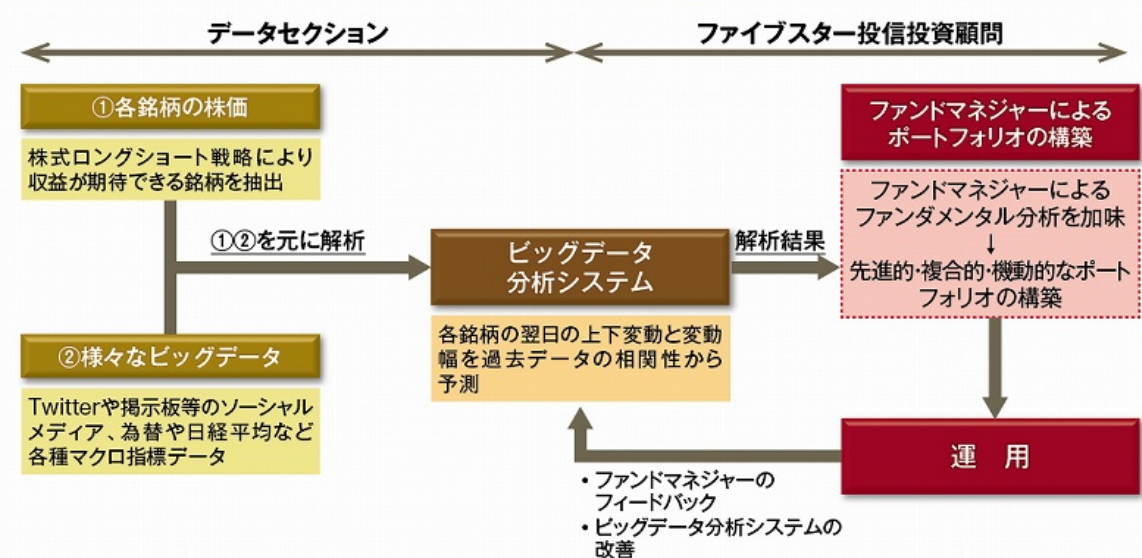 データセクション
ファイブスター投信投資顧問
①各銘柄の株価
株式ロングショート戦略により
収益が期待できる銘柄を抽出
①②を元に解析
②様々なビッグデータ
Twitterや掲示板等のソーシャル
メディア、為替や日経平均など
各種マクロ指標データ
ビッグデータ
分析システム
各銘柄の翌日の上下変動と変動
幅を過去データの相関性から
予測
解析結果
ファンドマネジャーによる
ポートフォリオの構築
ファンドマネジャーによる
ファンダメンタル分析を加味
↓
先進的・複合的・機動的なポート
フォリオの構築
運　用
・ファンドマネジャーの
フィードバック
・ビッグデータ分析システムの
改善